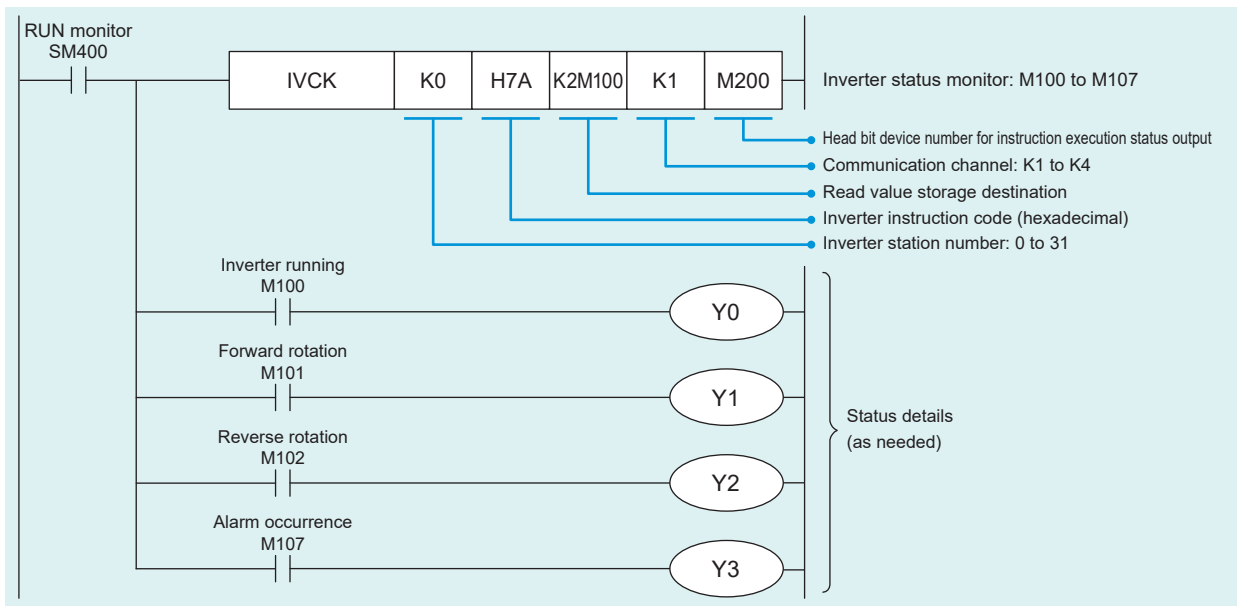 RUN monitor
SM400
IVCK K0 H7A K2M100 K1 M200
Inverter status monitor: M100 to M107
Head bit device number for instruction execution status output
Communication channel: K1 to K4
Read value storage destination
Inverter instruction code (hexadecimal)
Inverter station number: 0 to 31
Inverter running
M100
Y0
Forward rotation
M101
Y1
Reverse rotation
M102
Y2
Alarm occurrence
M107
Y3
Status details
(as needed)